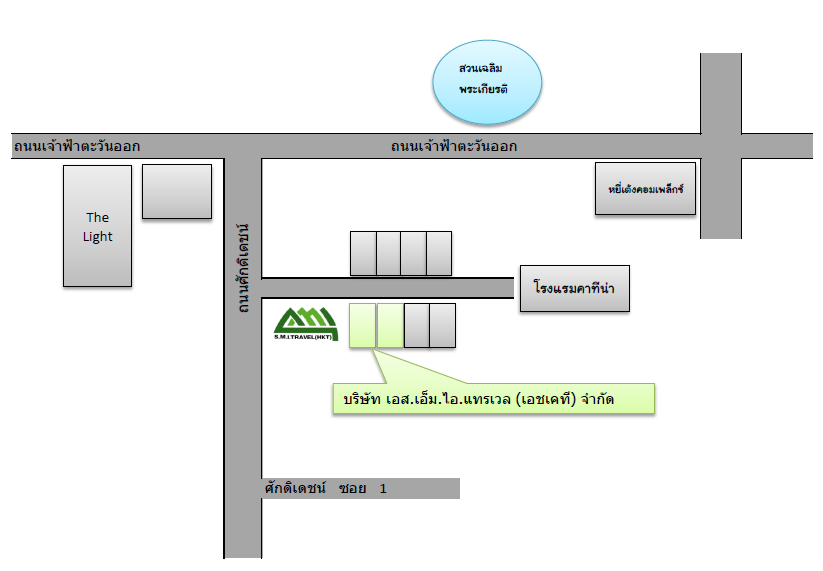 สวนเฉลิม
พระเกียรติ
ถนนเจ้าฟ้าตะวันออก
ถนนเจ้าฟ้าตะวันออก
หยี่เต้งคอมเพล็กซ์
The
Light
ถนนศักดิเดชน์
โรงแรมคาทีน่า
S.M.I.TRAVEL(HKT)
บริษัท เอส.เอ็ม.ไอ.แทรเวล (เอชเคที) จำกัด
ศักดิเดชน์ ซอย 1